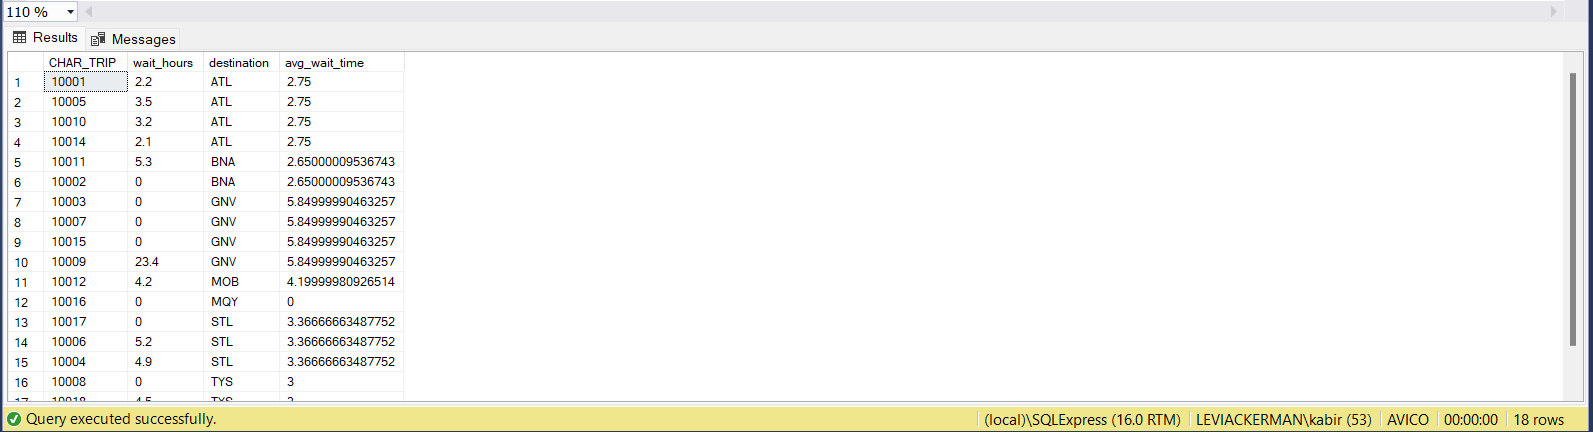 110 %
Results Messages
CHAR_TRIP wait_hours destination avg_wait_time
1 10001 2.2 ATL 2.75
2 10005 3.5 ATL 2.75
3 10010 3.2 ATL 2.75
4 10014 2.1 ATL 2.75
5 10011 5.3 BNA 2.65000009536743
6 10002 0 BNA 2.65000009536743
7 10003 0 GNV 5.84999990463257
8 10007 0 GNV 5.84999990463257
9 10015 0 GNV 5.84999990463257
10 10009 23.4 GNV 5.84999990463257
11 10012 4.2 MOB 4.19999980926514
12 10016 0 MQY 0
13 10017 0 STL 3.36666663487752
14 10006 5.2 STL 3.36666663487752
15 10004 4.9 STL 3.36666663487752
16 10008 0 TYS 3
17 10018 4.5 TYS 3
Query executed successfully. (local)\SQLExpress (16.0 RTM) LEVIACKERMAN\kabir (53) AVICO 00:00:00 18 rows